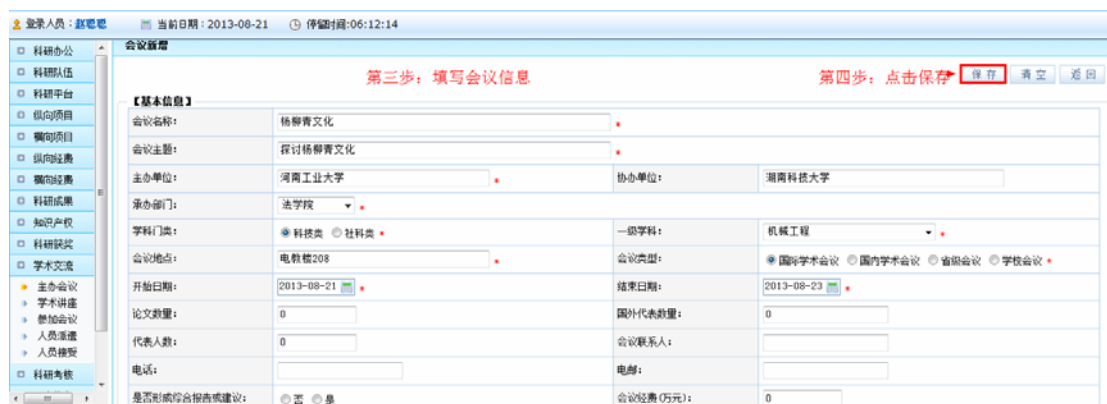 登录人员：赵聪聪 当前日期：2013-08-21 停留时间:06:12:14
科研办公
科研队伍
科研平台
纵向项目
横向项目
纵向经费
横向经费
科研成果
知识产权
科研获奖
学术交流
主办会议
学术讲座
参加会议
人员派遣
人员接受
科研考核
会议新增
第三步：填写会议信息 第四步：点击保存 保存 清空 返回
【基本信息】
会议名称： 杨柳青文化 *
会议主题： 探讨杨柳青文化 *
主办单位： 河南工业大学 * 协办单位： 湖南科技大学
承办部门： 法学院 *
学科门类： 科技类 社科类 * 一级学科： 机械工程 *
会议地点： 电教楼208 * 会议类型： 国际学术会议 国内学术会议 省级会议 学校会议 *
开始日期： 2013-08-21 * 结束日期： 2013-08-23 *
论文数量： 0 国外代表数量： 0
代表人数： 0 会议联系人：
电话： 电邮：
是否形成综合报告或建议： 否 是 会议经费(万元)： 0